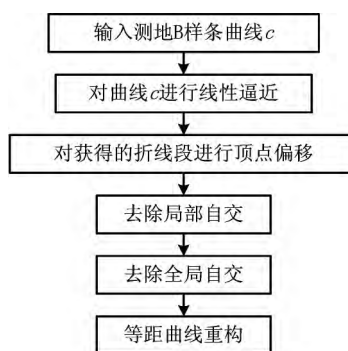 输入测地B样条曲线c
对曲线c进行线性逼近
对获得的折线段进行顶点偏移
去除局部自交
去除全局自交
等距曲线重构